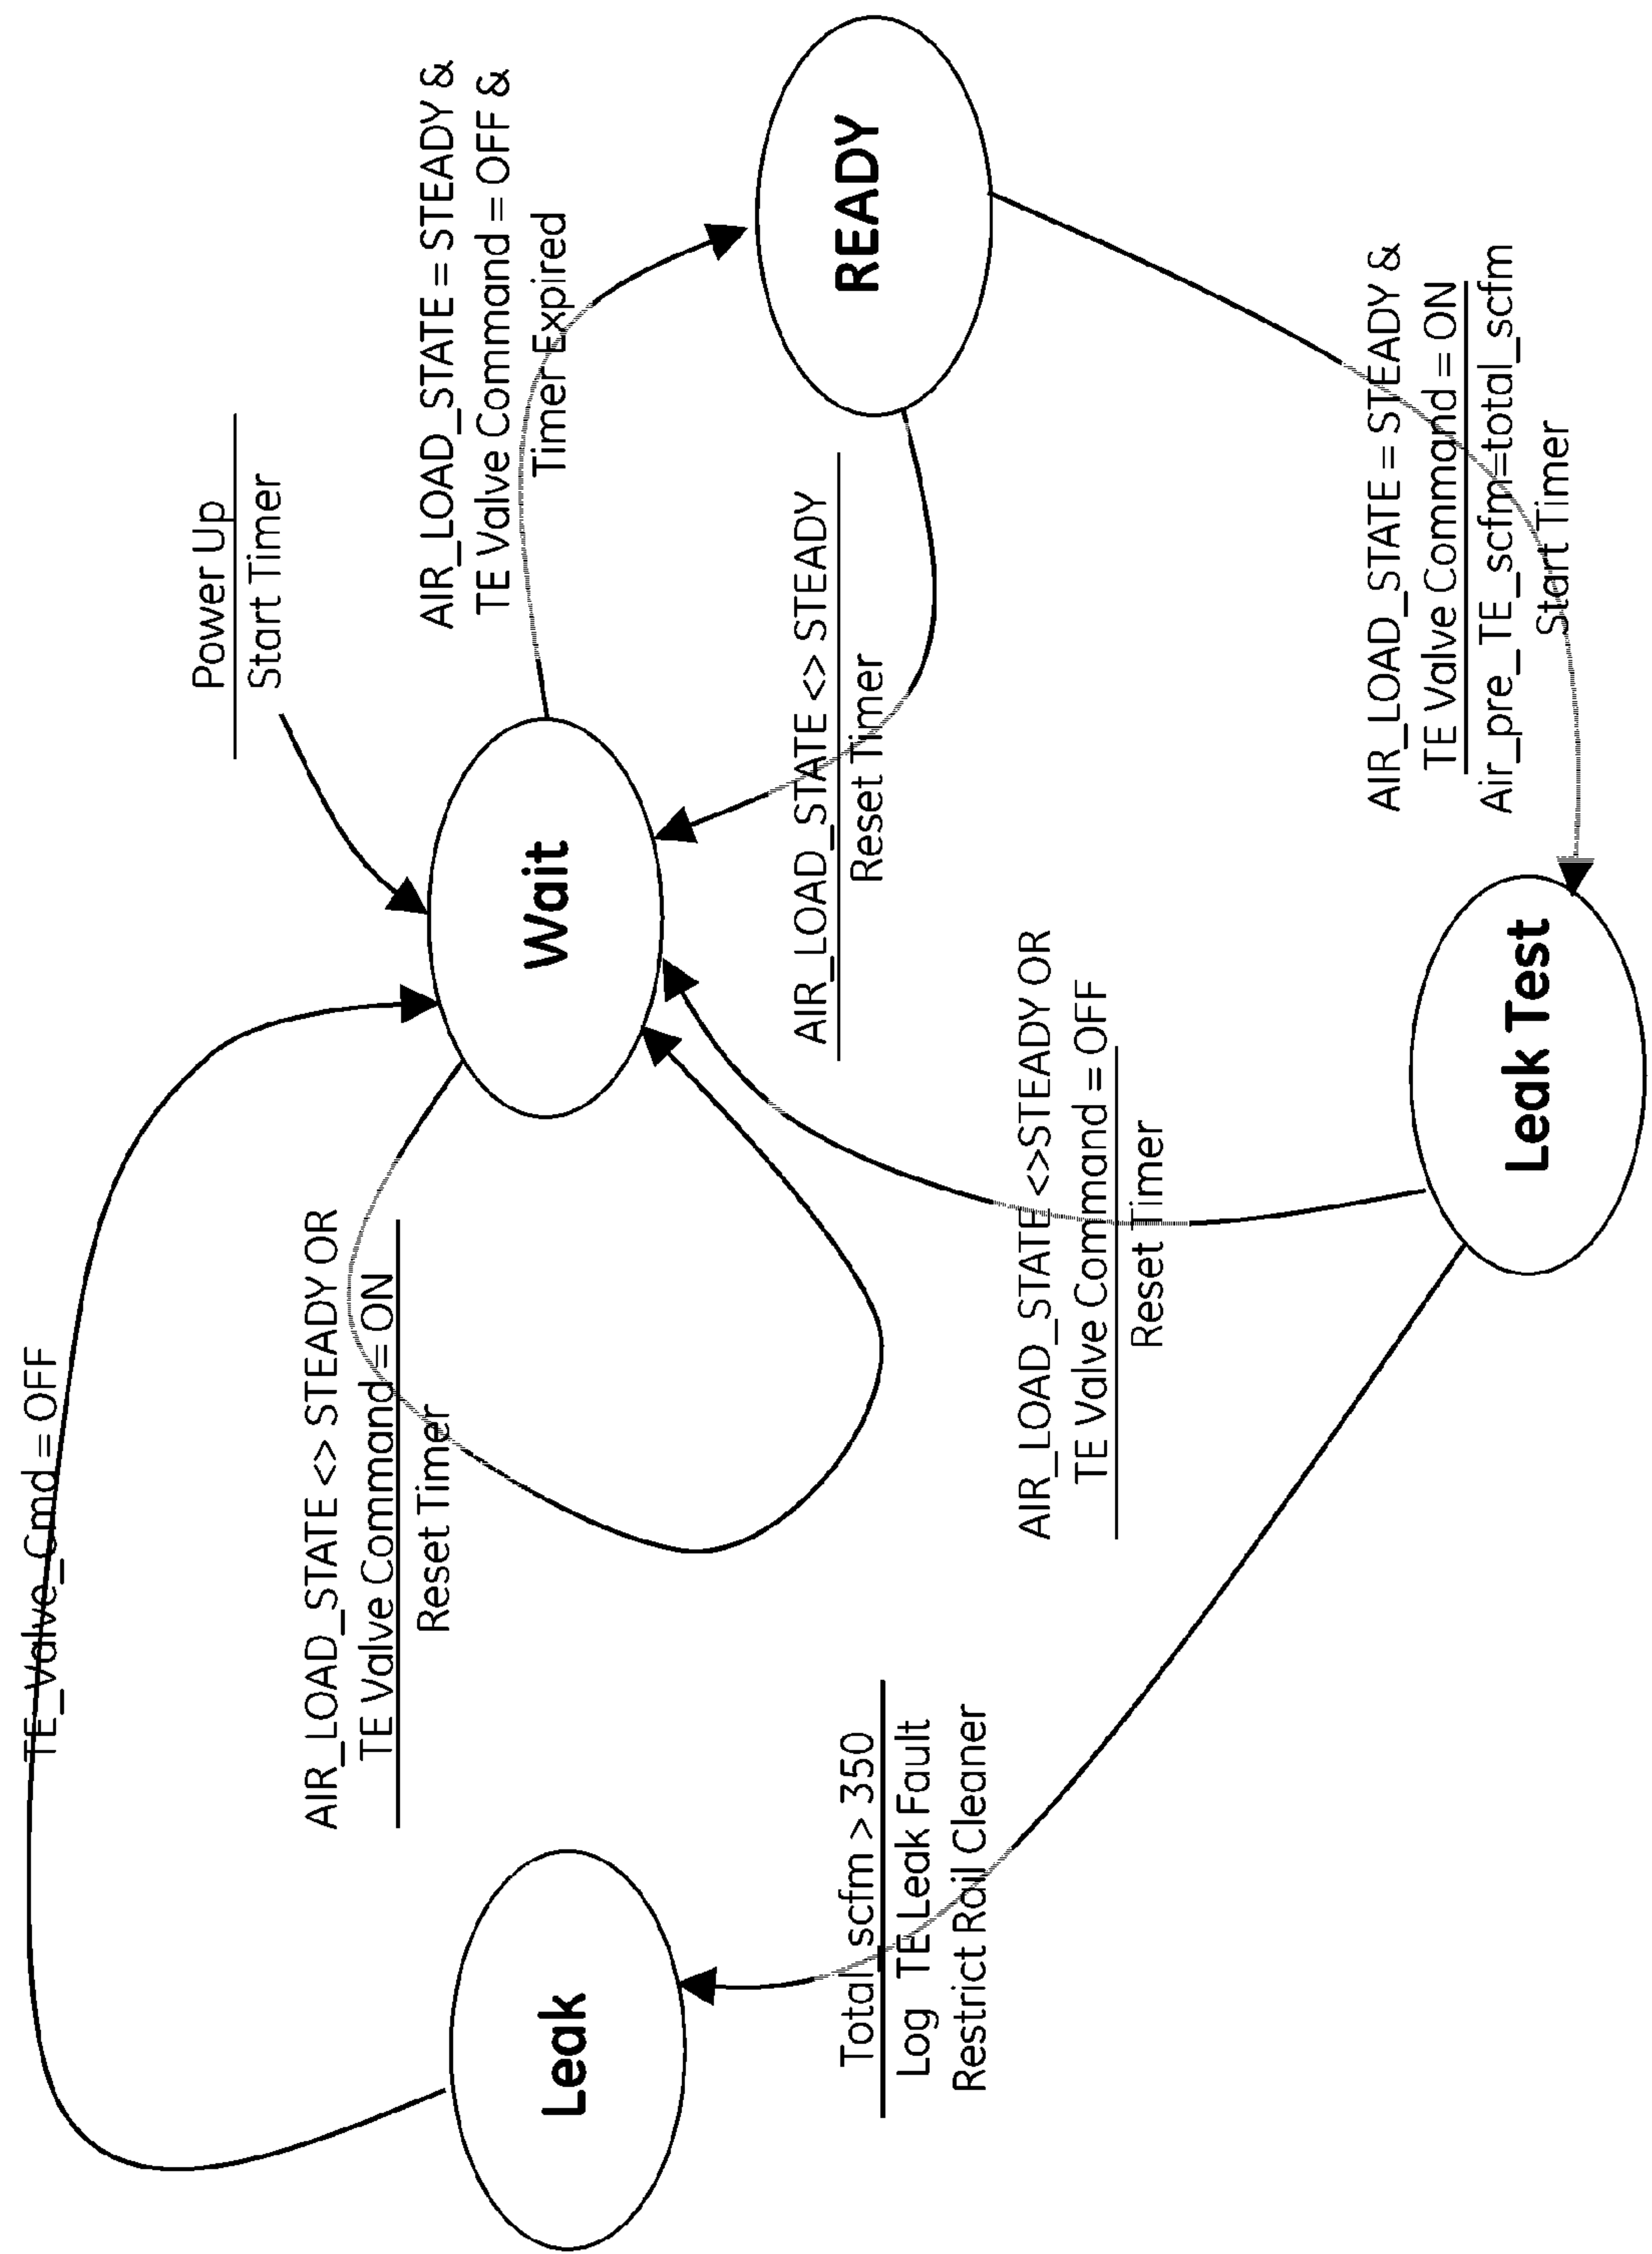 TE_Valve_Cmd = OFF
Power Up
Start Timer
AIR_LOAD_STATE <> STEADY OR
TE Valve Command = ON
Reset Timer
AIR_LOAD_STATE = STEADY &
TE Valve Command = OFF &
Timer Expired
Leak
Wait
READY
AIR_LOAD_STATE <> STEADY
Reset Timer
Total scfm > 350
Log TE Leak Fault
Restrict Rail Cleaner
AIR_LOAD_STATE <>STEADY OR
TE Valve Command = OFF
Reset Timer
AIR_LOAD_STATE = STEADY &
TE Valve Command = ON
Air_pre_TE_scfm=total_scfm
Start Timer
Leak Test